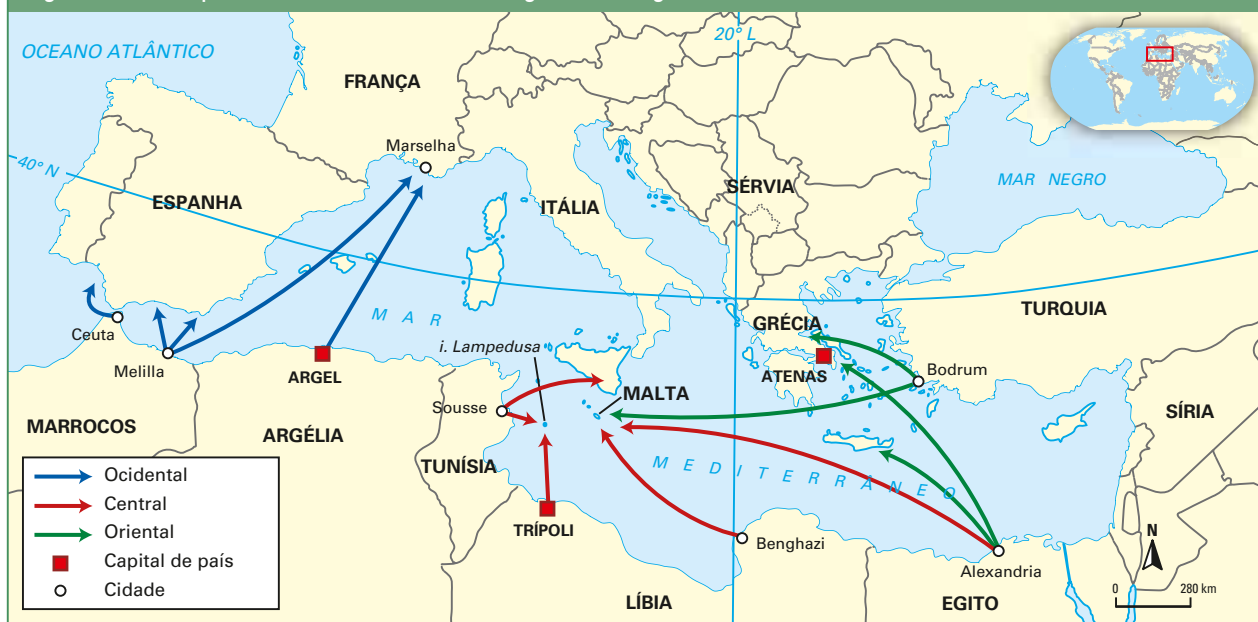 OCEANO ATLÂNTICO
20° L
FRANÇA
Marselha
40° N
ESPANHA
ITÁLIA
SÉRVIA
MAR NEGRO
Ceuta
MAR
GRÉCIA
TURQUIA
i. Lampedusa
Melilla
ARGEL
ATENAS
Bodrum
MALTA
Sousse
SÍRIA
MARROCOS
ARGÉLIA
TUNÍSIA
MEDITERRÂNEO
Ocidental
Central
Oriental
Capital de país
Cidade
TRÍPOLI
Benghazi
Alexandria
N
0 280 km
LÍBIA
EGITO